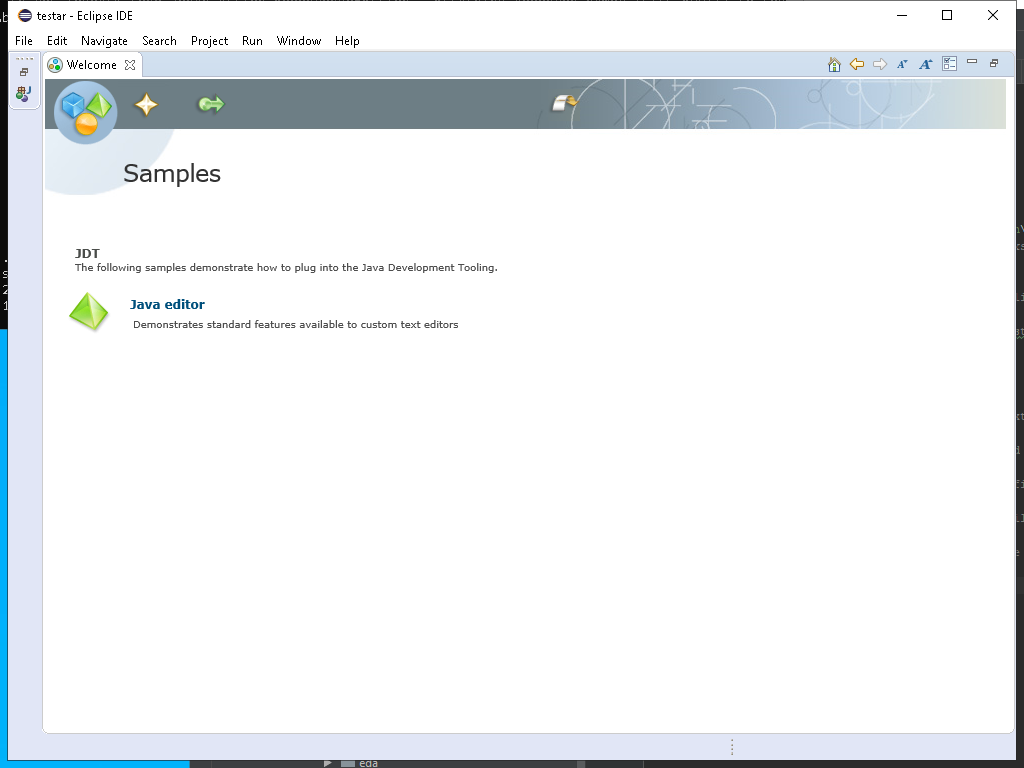 testar - Eclipse IDE
File Edit Navigate Search Project Run Window Help
Welcome
Samples
JDT
The following samples demonstrate how to plug into the Java Development Tooling.
Java editor
Demonstrates standard features available to custom text editors
eda